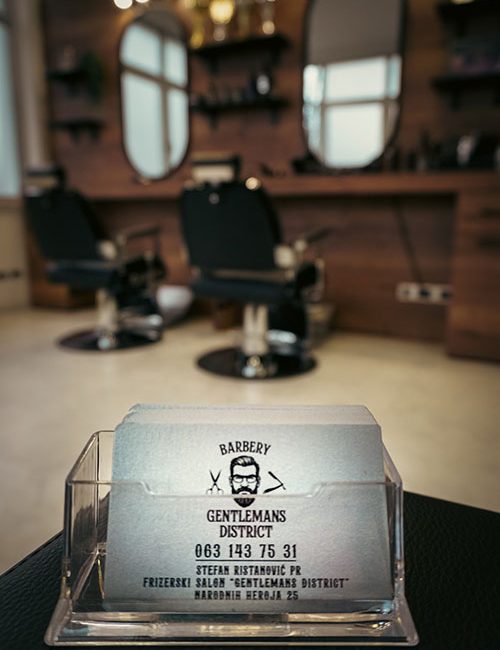 BARBERY
GENTLEMANS
DISTRICT
063 143 75 31
STEFAN RISTANOVIĆ PR
FRIZERSKI SALON "GENTLEMANS DISTRICT"
NARODNIH HEROJA 25